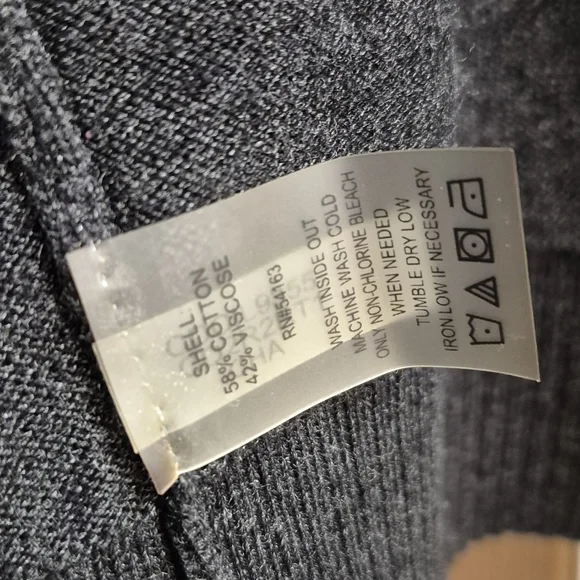 SHELL
58% COTTON
42% VISCOSE
RN#54163
WASH INSIDE OUT
MACHINE WASH COLD
ONLY NON-CHLORINE BLEACH
WHEN NEEDED
TUMBLE DRY LOW
IRON LOW IF NECESSARY